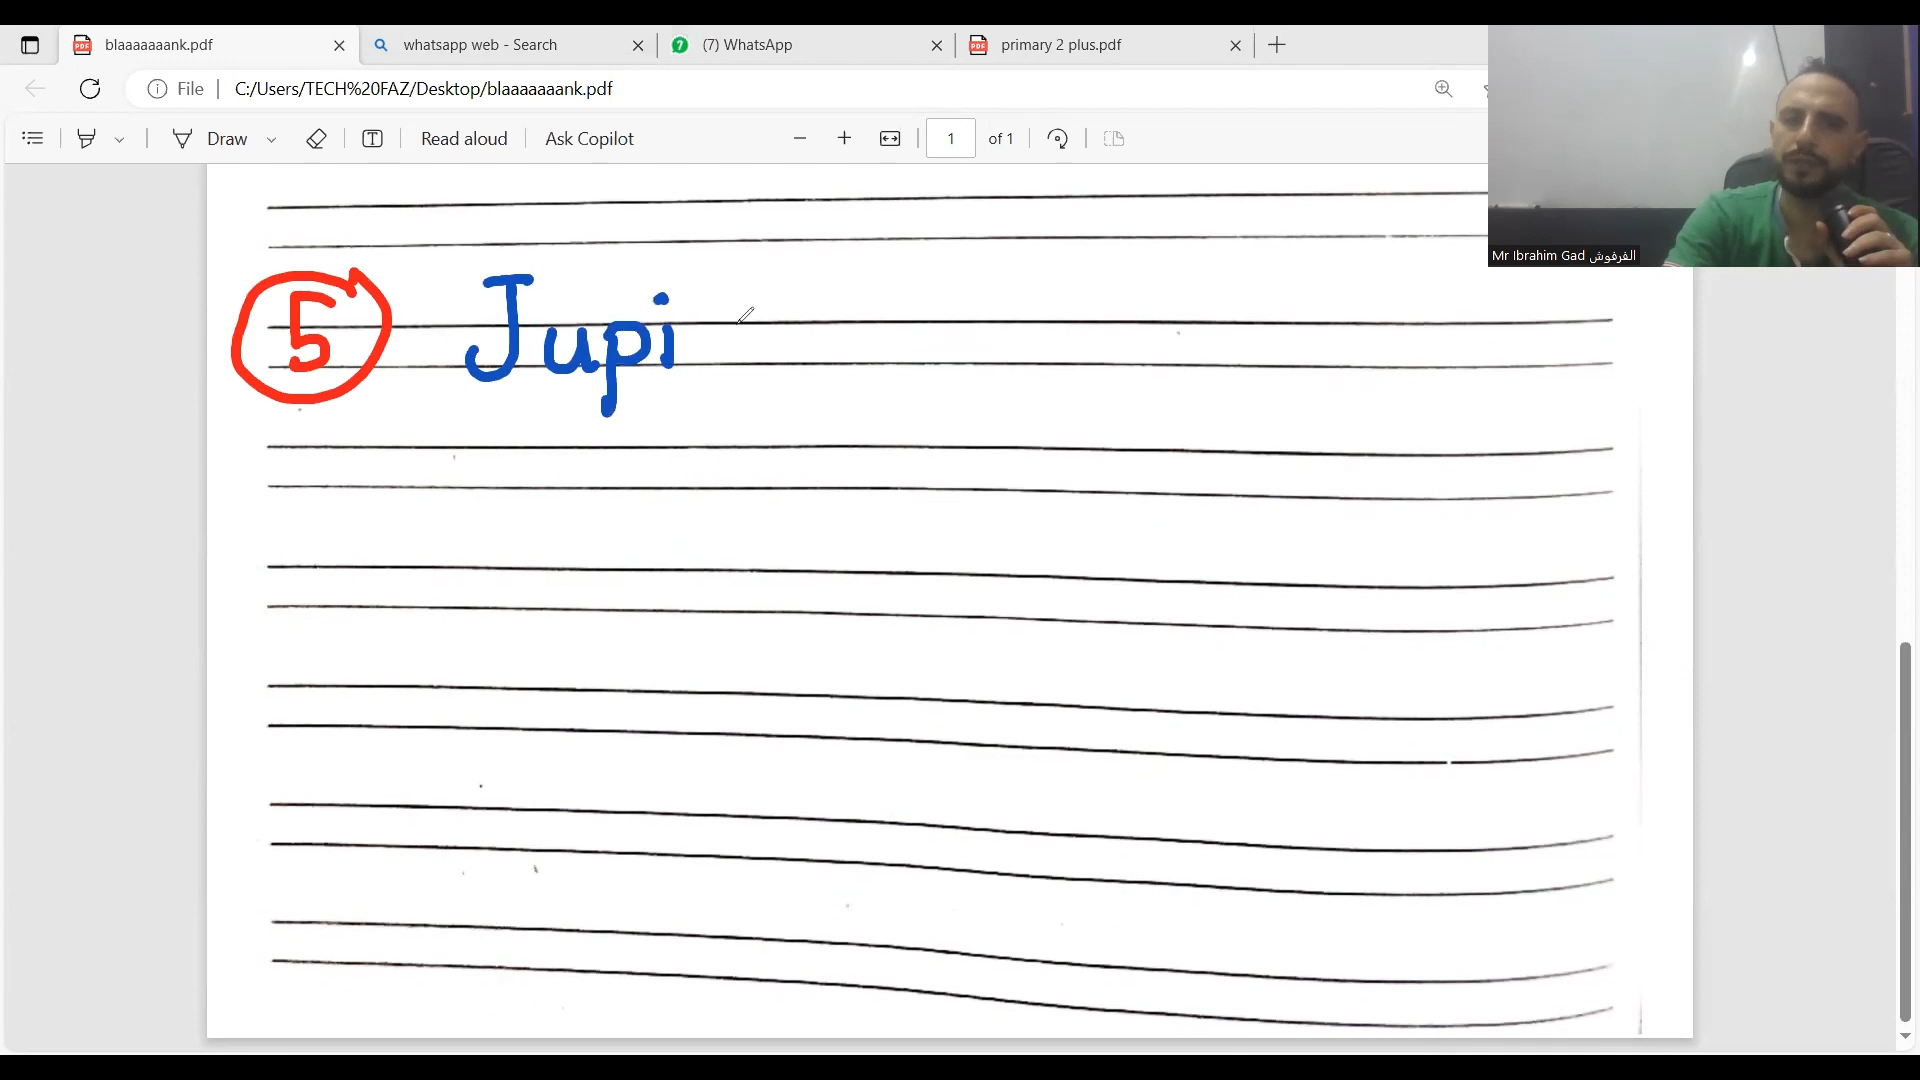 blaaaaaaank.pdf
whatsapp web - Search
(7) WhatsApp
primary 2 plus.pdf
File
C:/Users/TECH%20FAZ/Desktop/blaaaaaaank.pdf
Draw
Read aloud
Ask Copilot
1 of 1
Mr Ibrahim Gad القرقوش
5 Jupi